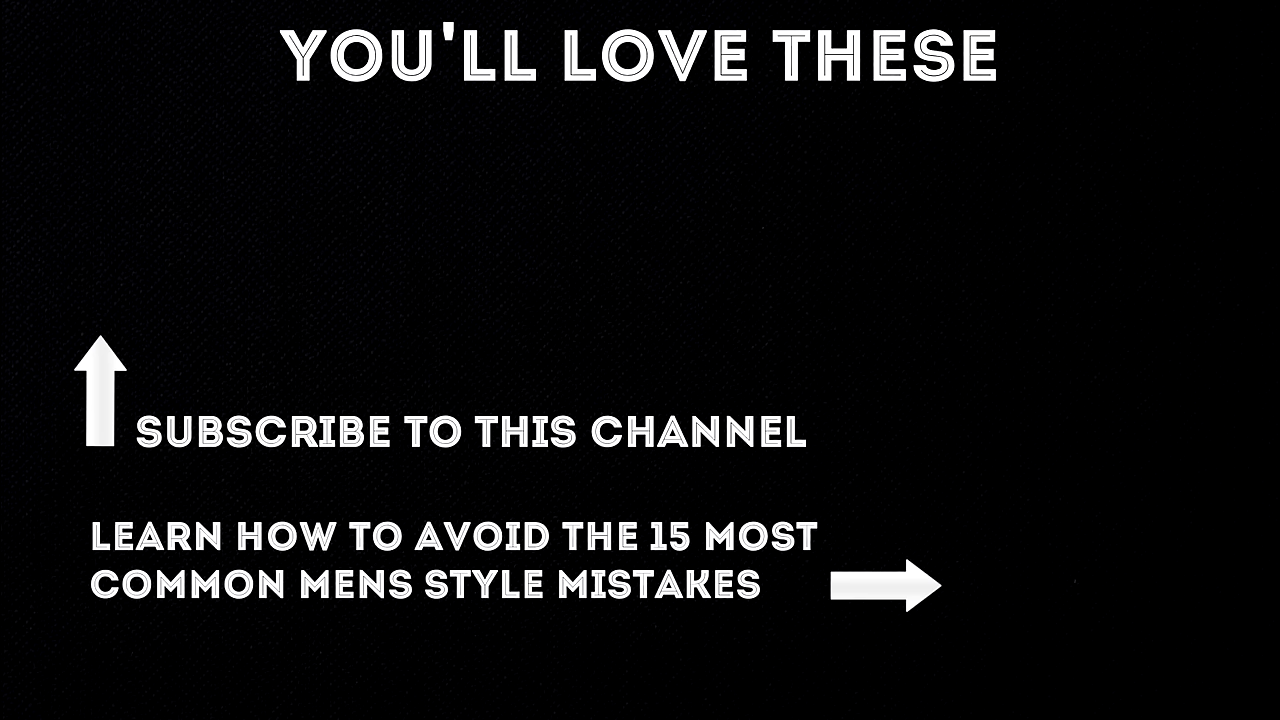 YOU'LL LOVE THESE
SUBSCRIBE TO THIS CHANNEL
LEARN HOW TO AVOID THE 15 MOST
COMMON MENS STYLE MISTAKES